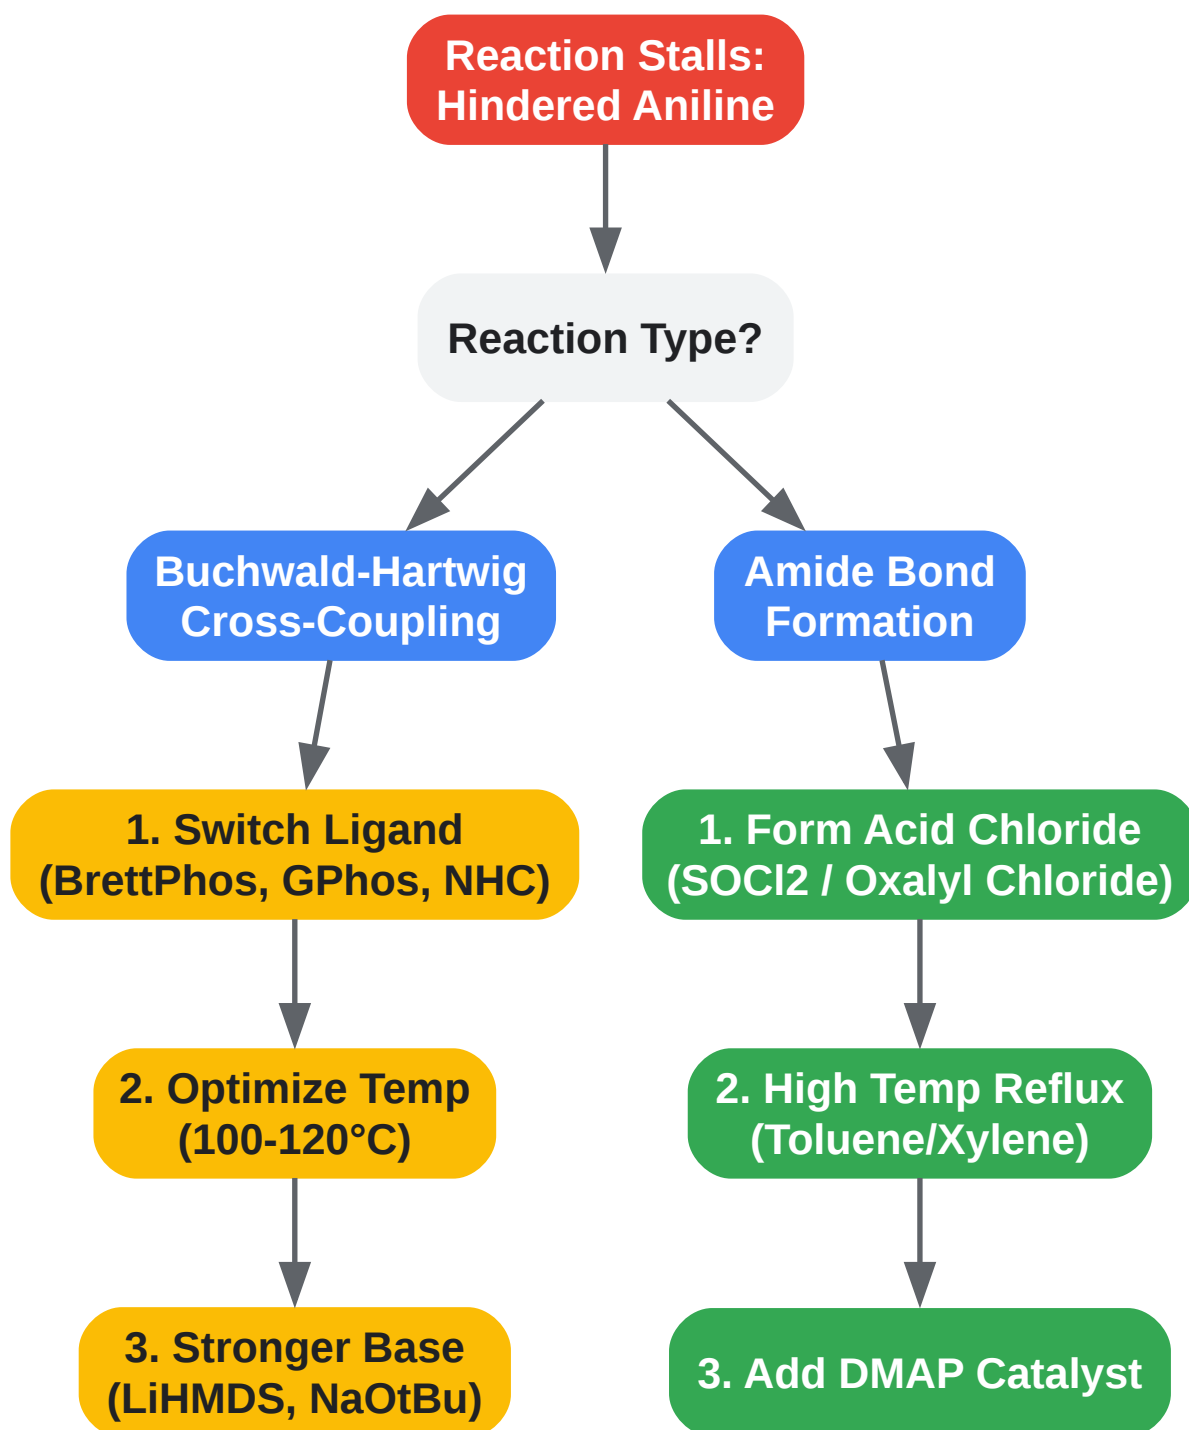 Reaction Stalls:
Hindered Aniline
Reaction Type?
Buchwald-Hartwig
Cross-Coupling
Amide Bond
Formation
1. Switch Ligand
(BrettPhos, GPhos, NHC)
1. Form Acid Chloride
(SOCl2 / Oxalyl Chloride)
2. Optimize Temp
(100-120°C)
2. High Temp Reflux
(Toluene/Xylene)
3. Stronger Base
(LiHMDS, NaOtBu)
3. Add DMAP Catalyst